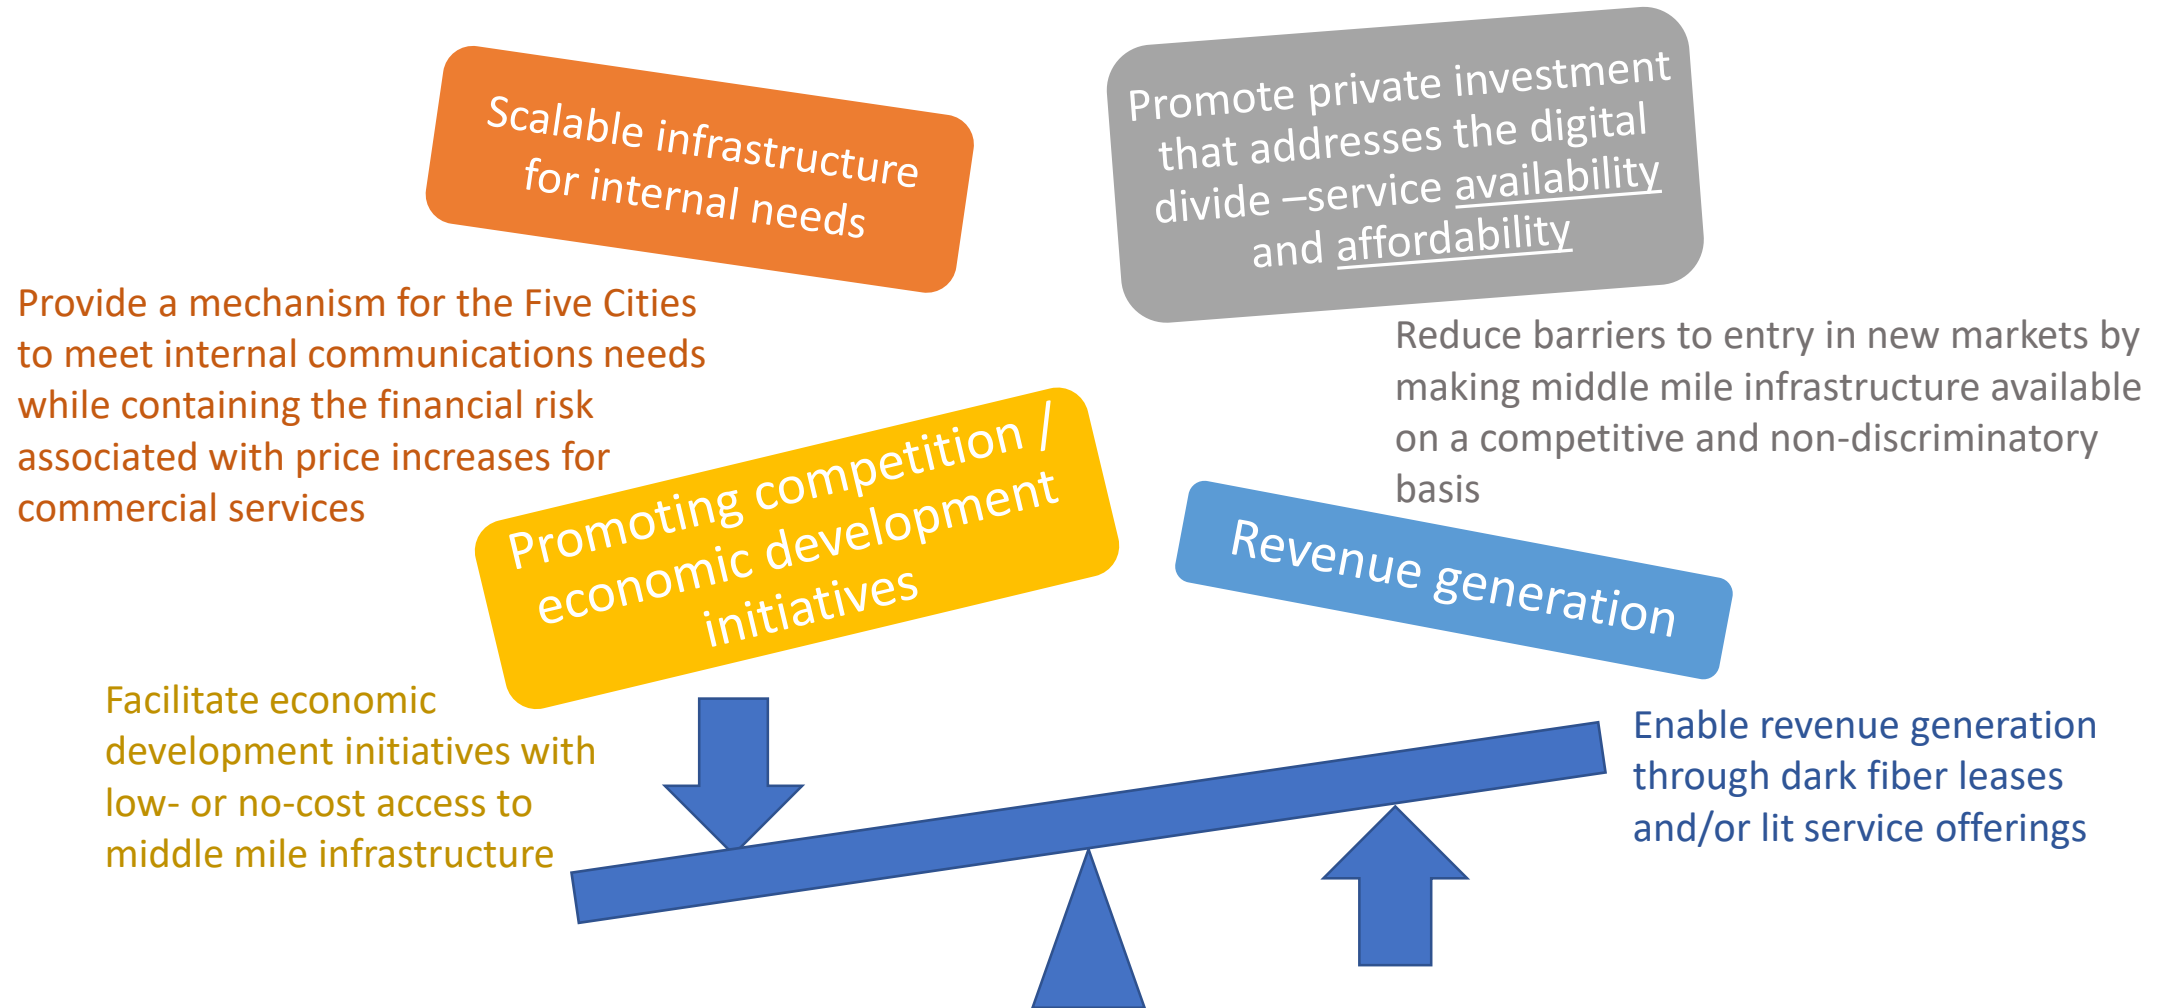 Scalable infrastructure
for internal needs
Promote private investment
that addresses the digital
divide –service availability
and affordability
Provide a mechanism for the Five Cities
to meet internal communications needs
while containing the financial risk
associated with price increases for
commercial services
Reduce barriers to entry in new markets by
making middle mile infrastructure available
on a competitive and non-discriminatory
basis
Promoting competition /
economic development
initiatives
Revenue generation
Facilitate economic
development initiatives with
low- or no-cost access to
middle mile infrastructure
Enable revenue generation
through dark fiber leases
and/or lit service offerings